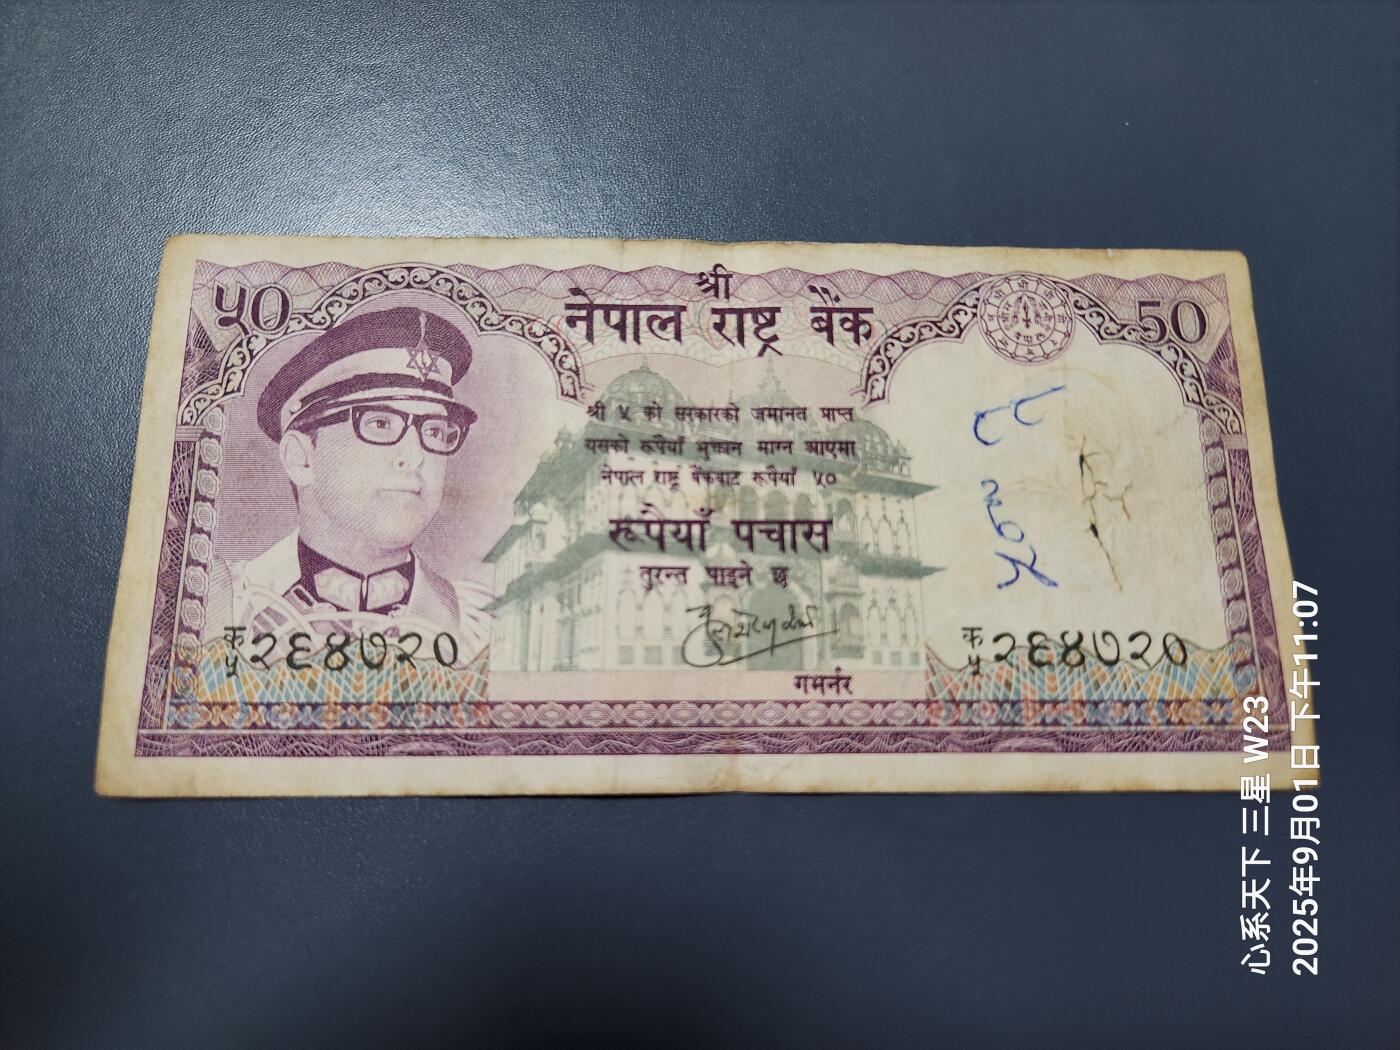 ५० श्री 50
नेपाल राष्ट्र बैंक
श्री ५ को सरकारको जमानत प्राप्त
यसको रूपैयाँ भुक्तान माग्न आएमा
नेपाल राष्ट्र बैंकबाट रूपैयाँ ५०
रूपैयाँ पचास
तुरन्त पाइने छ
गभर्नर
क
५ २६४७२०
क
५ २६४७२०
心系天下 三星 W23
2025年9月01日 下午11:07